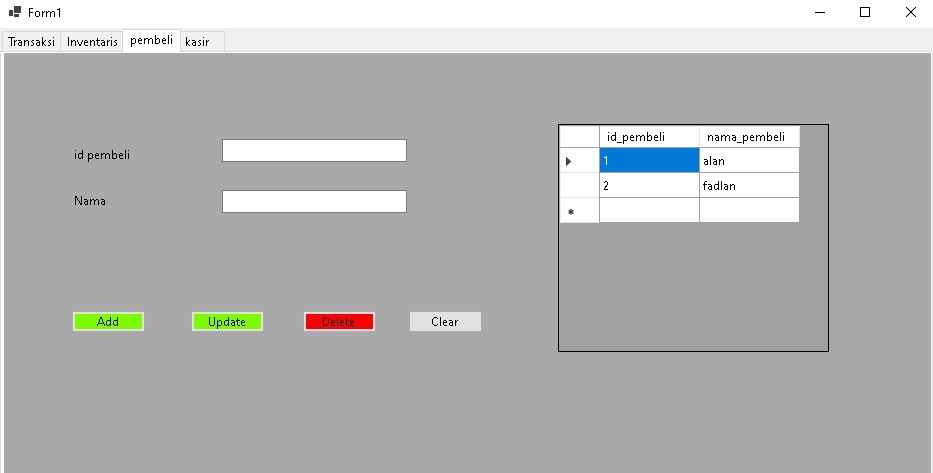 Form1
Transaksi Inventaris pembeli kasir
id pembeli
Nama
Add Update Delete Clear
id_pembeli nama_pembeli
1 alan
2 fadlan